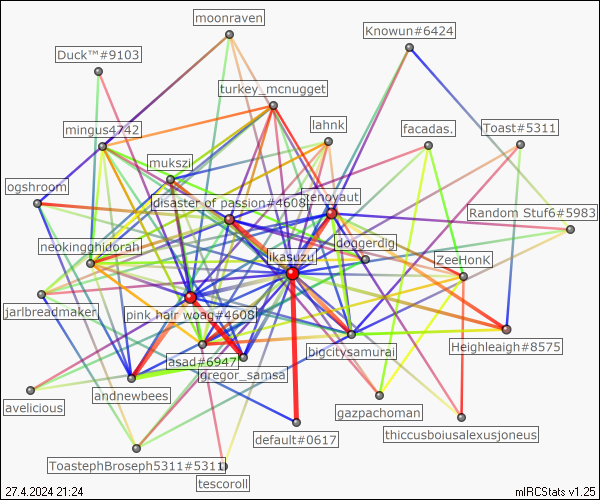 moonraven
Knowun#6424
Duck™#9103
turkey_mcnugget
lahnk
facadas.
Toast#5311
mingus4742
mukszi
ogshroom
disaster of passion#4608
xenoyaut
Random Stuf6#5983
neokingghidorah
likasuzu
doggerdig
ZeeHonK
jarlbreadmaker
pink hair woag#4608
asad#6947
bigcitysamurai
Heighleaigh#8575
gregor_samsa
andnewbees
avelicious
default#0617
gazpachoman
thiccusboiusalexusjoneus
ToastephBroseph5311#5311
tescoroll
27.4.2024 21:24
mIRCStats v1.25